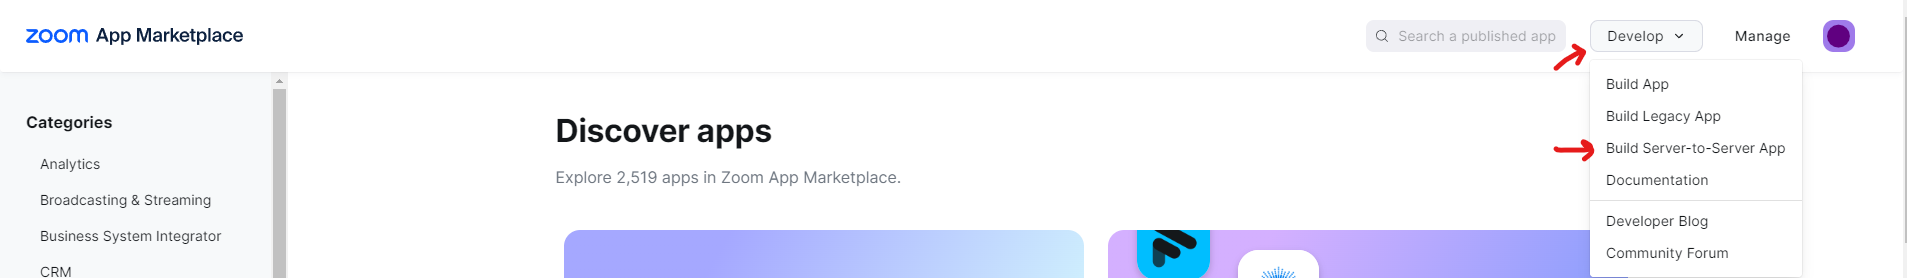 zoom App Marketplace
Search a published app
Develop
Manage
Build App
Build Legacy App
Build Server-to-Server App
Documentation
Developer Blog
Community Forum
Categories
Analytics
Broadcasting & Streaming
Business System Integrator
CRM
Discover apps
Explore 2,519 apps in Zoom App Marketplace.